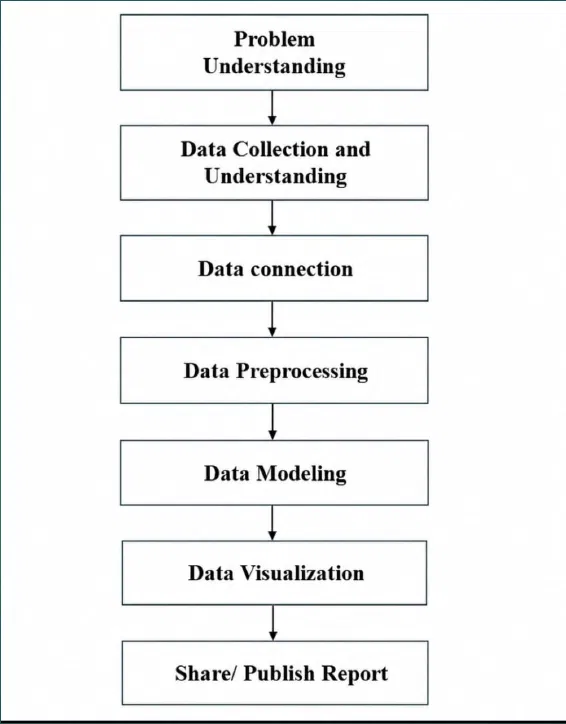 Problem
Understanding
Data Collection and
Understanding
Data connection
Data Preprocessing
Data Modeling
Data Visualization
Share/ Publish Report